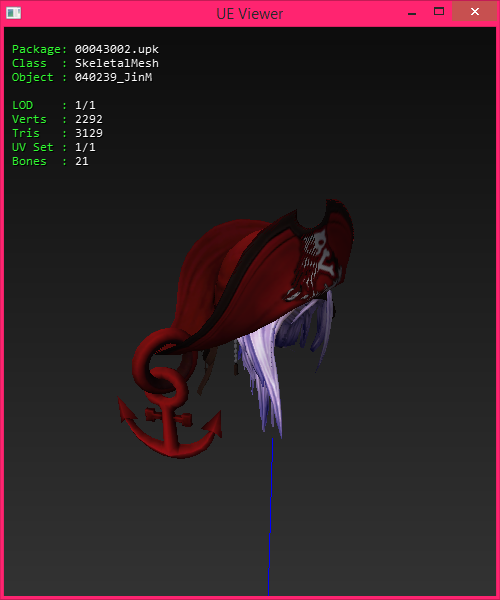 UE Viewer
Package: 00043002.upk
Class : SkeletalMesh
Object : 040239_JinM
LOD : 1/1
Verts : 2292
Tris : 3129
UV Set : 1/1
Bones : 21